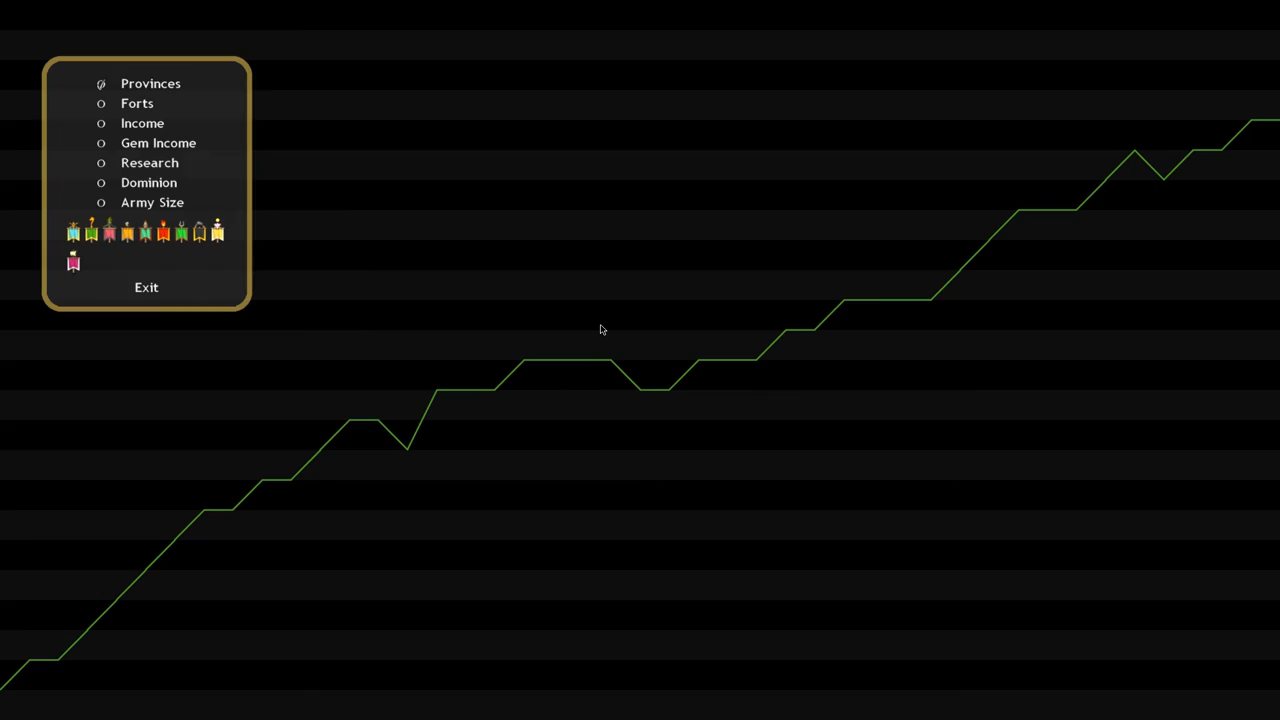 Provinces
Forts
Income
Gem Income
Research
Dominion
Army Size
Exit